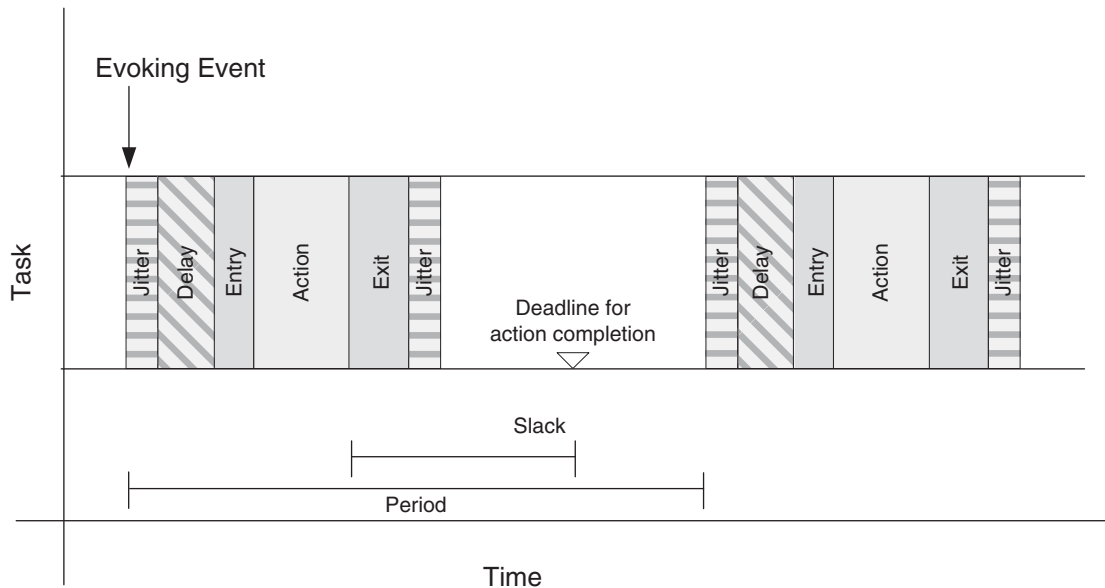 Evoking Event
Task
Jitter
Delay
Entry
Action
Exit
Jitter
Deadline for
action completion
Jitter
Delay
Entry
Action
Exit
Jitter
Slack
Period
Time